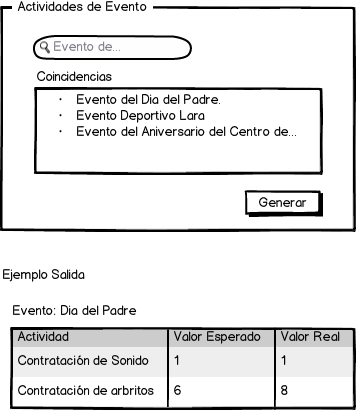 Actividades de Evento
Evento de...
Coincidencias
· Evento del Dia del Padre.
· Evento Deportivo Lara
· Evento del Aniversario del Centro de...
Generar
Ejemplo Salida
Evento: Dia del Padre
Actividad Valor Esperado Valor Real
Contratación de Sonido 1 1
Contratación de arbritos 6 8